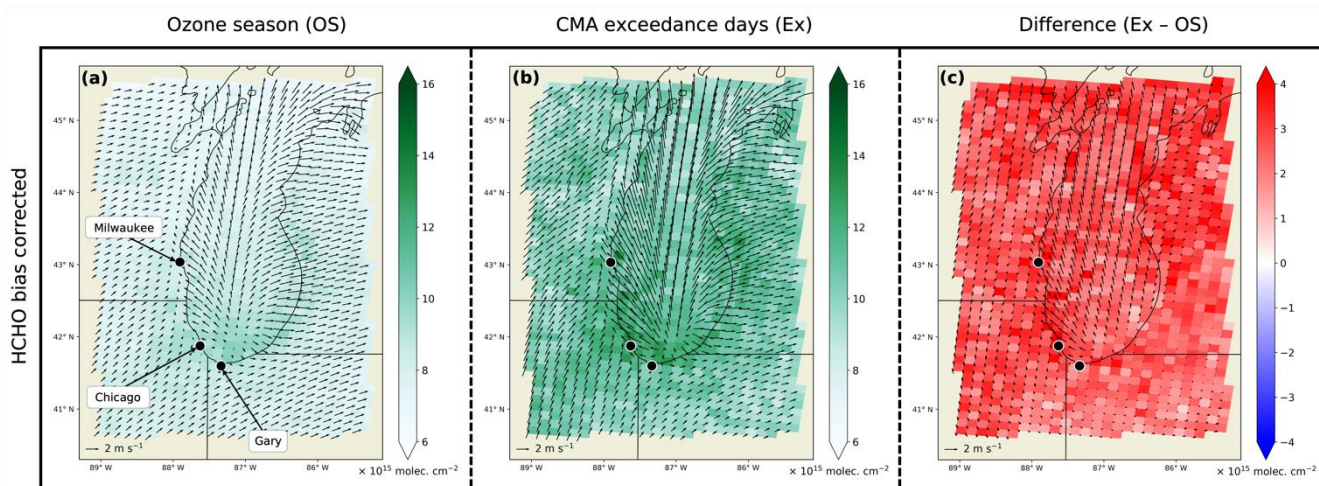 Ozone season (OS)
CMA exceedance days (Ex)
Difference (Ex – OS)
HCHO bias corrected
(a)
45° N
44° N
43° N
42° N
41° N
89° W
88° W
87° W
86° W
Milwaukee
Chicago
Gary
2 m s⁻¹
16
14
12
10
8
6
× 10¹⁵ molec. cm⁻²
(b)
45° N
44° N
43° N
42° N
41° N
89° W
88° W
87° W
86° W
2 m s⁻¹
16
14
12
10
8
6
× 10¹⁵ molec. cm⁻²
(c)
45° N
44° N
43° N
42° N
41° N
89° W
88° W
87° W
86° W
2 m s⁻¹
4
3
2
1
0
−1
−2
−3
−4
× 10¹⁵ molec. cm⁻²